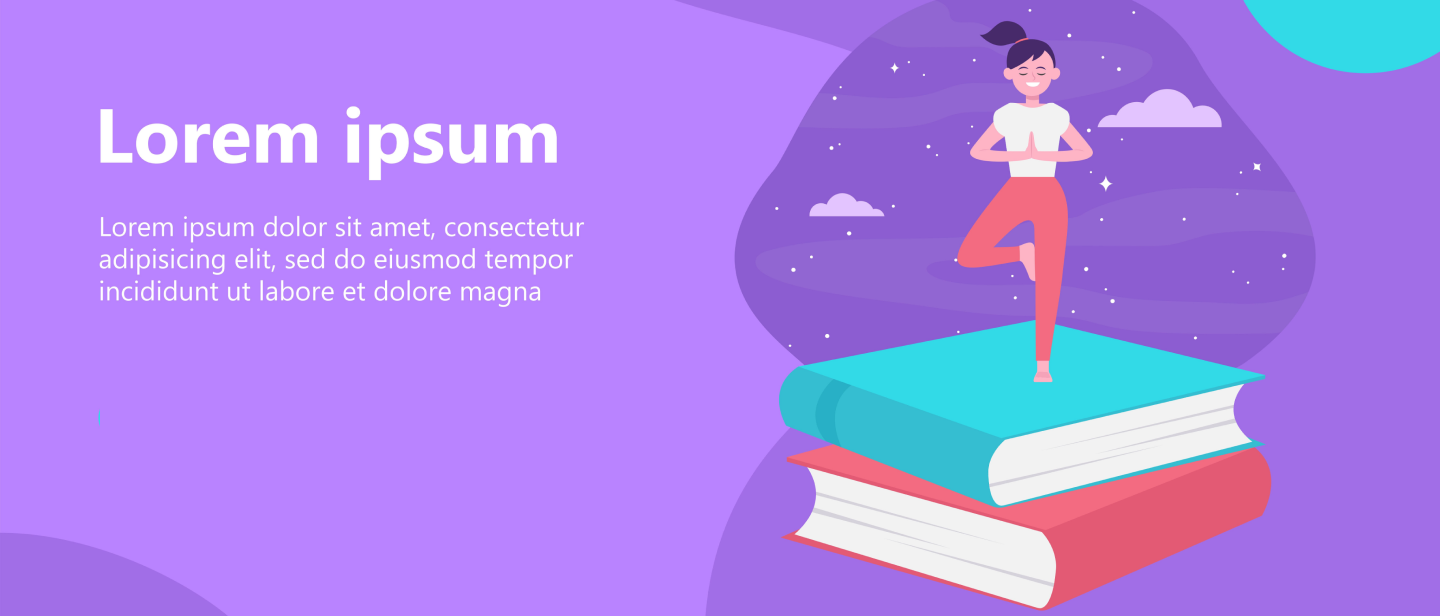 Lorem ipsum
Lorem ipsum dolor sit amet, consectetur
adipisicing elit, sed do eiusmod tempor
incididunt ut labore et dolore magna